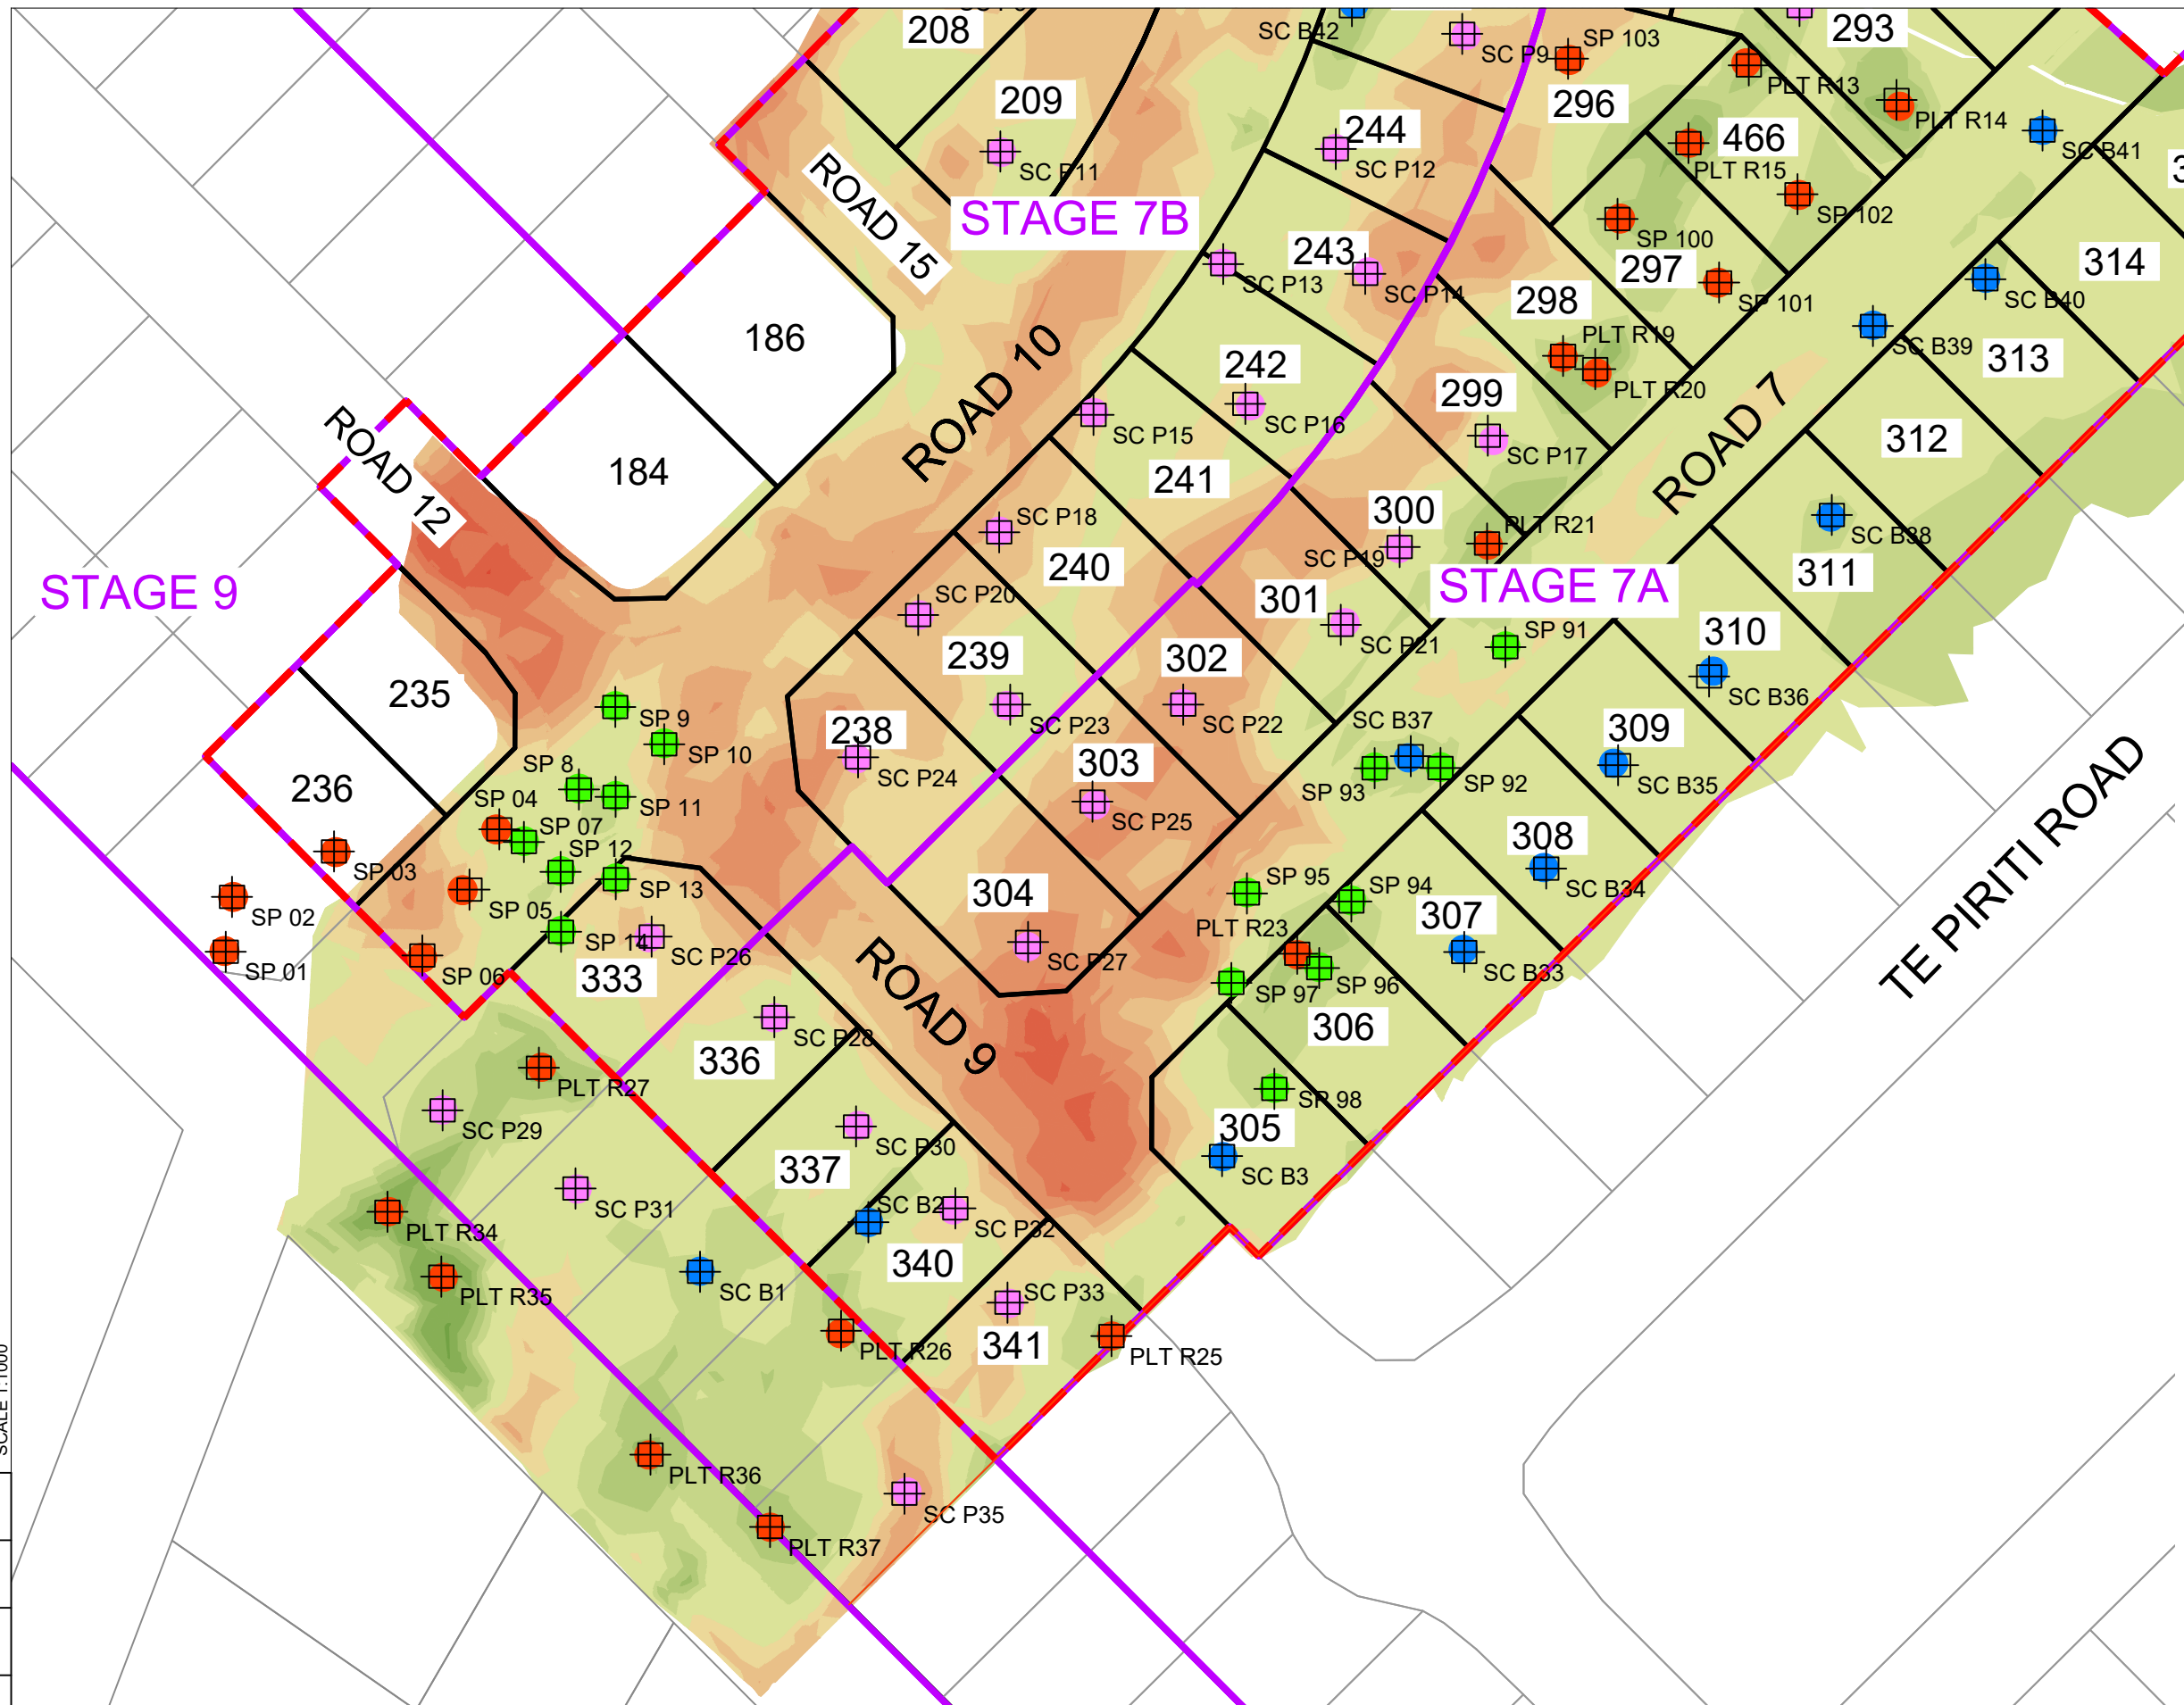 208
SC B42
SC P9
SP 103
293
209
296
PLT R13
PLT R14
SC P11
244
SC P12
466
PLT R15
SC B41
ROAD 15
STAGE 7B
SP 102
SP 100
243
297
314
SC P13
SC P14
298
SP 101
SC B40
186
PLT R19
SC B39
313
242
PLT R20
ROAD 10
299
ROAD 7
SC P15
SC P16
312
ROAD 12
184
241
SC P17
SC P18
300
PLT R21
SC B38
240
SC P19
311
STAGE 9
SC P20
301
STAGE 7A
SP 91
310
239
302
SC P21
235
SC B36
SP 9
SC P23
SC P22
SC B37
309
238
SP 10
303
SP 8
SC P24
SP 93
SP 92
SC B35
236
SP 04
SP 11
SC P25
TE PIRITI ROAD
SP 07
308
SP 12
SP 03
SP 13
304
SP 95
SP 94
SC B34
SP 02
SP 05
PLT R23
307
SP 14
SC P26
SC P27
SP 01
SP 06
333
SP 97
SP 96
SC B33
ROAD 9
306
SC P28
336
PLT R27
SP 98
SC P29
305
SC P30
337
SC B3
SC P31
SC B2
SC P32
PLT R34
340
SC B1
SC P33
PLT R35
341
PLT R26
PLT R25
SCALE 1:1000
PLT R36
SC P35
PLT R37